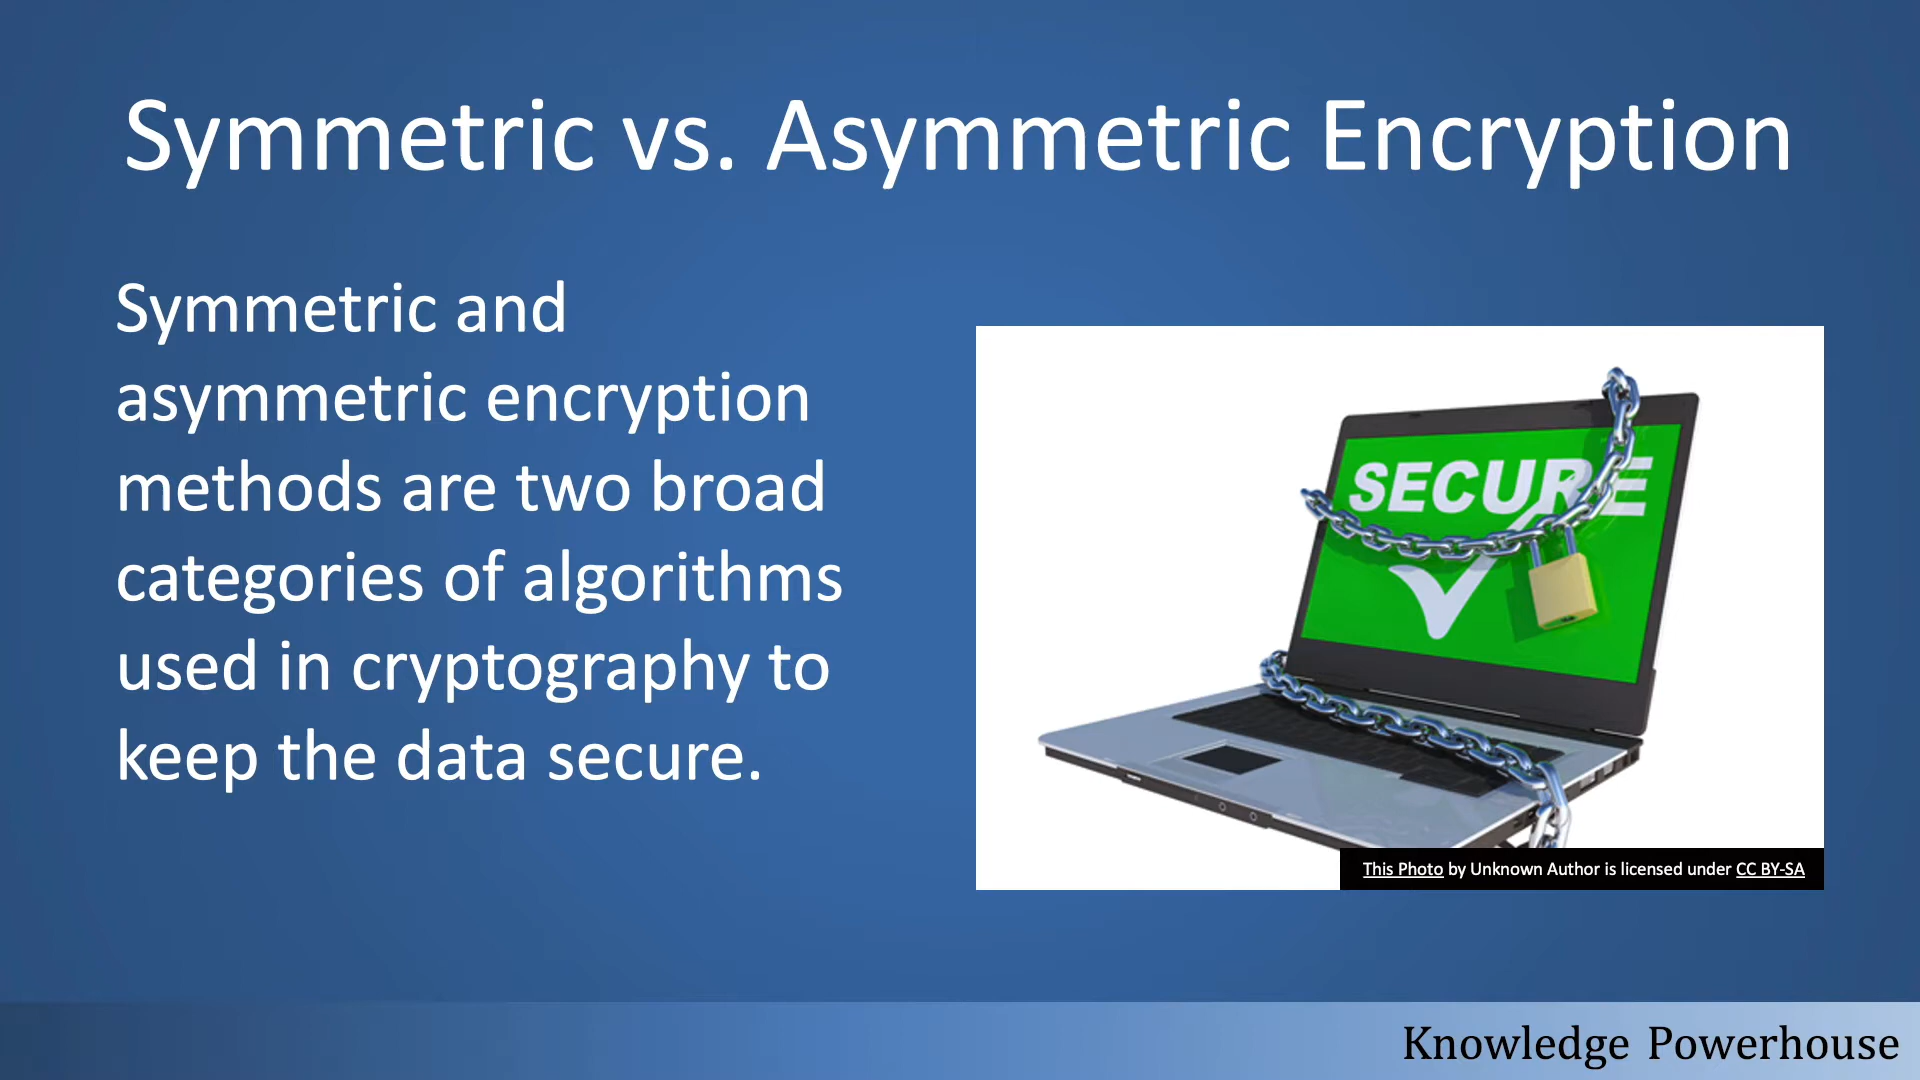 Symmetric vs. Asymmetric Encryption
Symmetric and
asymmetric encryption
methods are two broad
categories of algorithms
used in cryptography to
keep the data secure.
SECURE
This Photo by Unknown Author is licensed under CC BY-SA
Knowledge Powerhouse